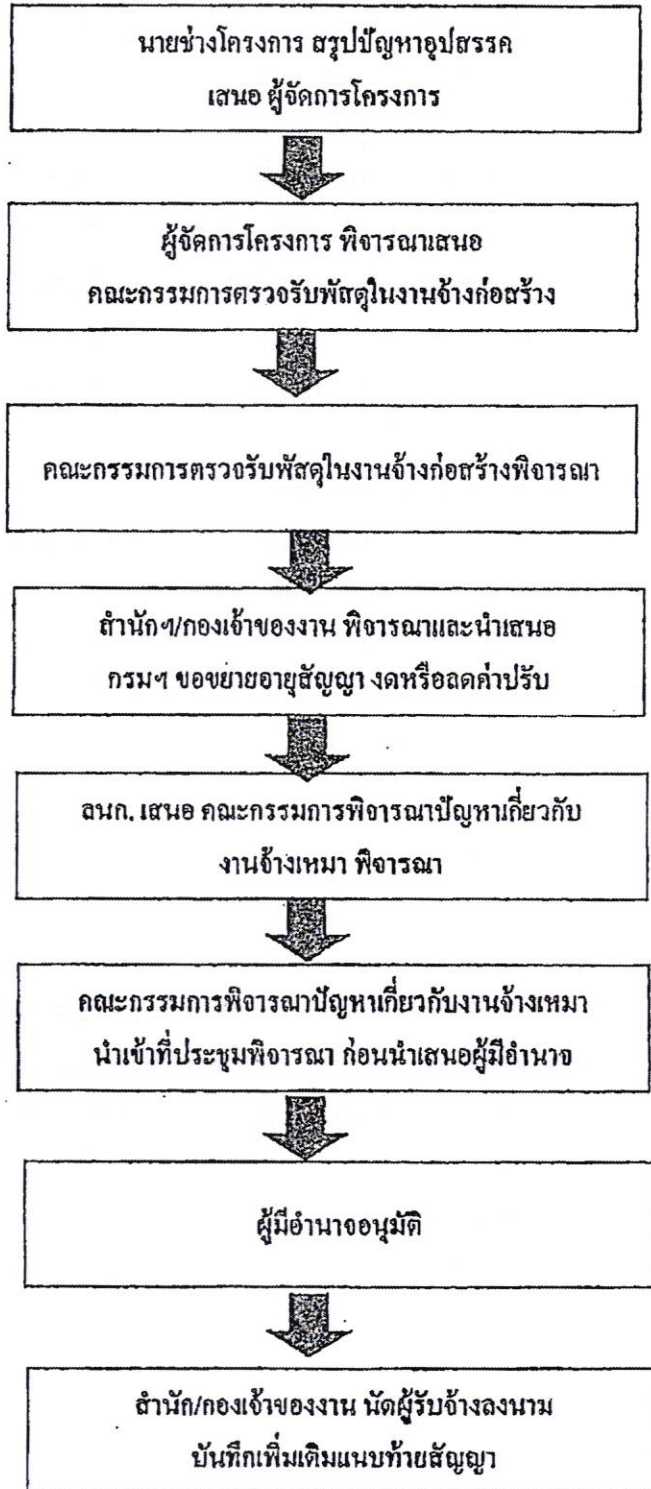 นายช่างโครงการ สรุปปัญหาอุปสรรค
เสนอ ผู้จัดการโครงการ
ผู้จัดการโครงการ พิจารณาเสนอ
คณะกรรมการตรวจรับพัสดุในงานจ้างก่อสร้าง
คณะกรรมการตรวจรับพัสดุในงานจ้างก่อสร้างพิจารณา
สำนักฯ/กองเจ้าของงาน พิจารณาและนำเสนอ
กรมฯ ขอขยายอายุสัญญา งดหรือลดค่าปรับ
ลนก. เสนอ คณะกรรมการพิจารณาปัญหาเกี่ยวกับ
งานจ้างเหมา พิจารณา
คณะกรรมการพิจารณาปัญหาเกี่ยวกับงานจ้างเหมา
นำเข้าที่ประชุมพิจารณา ก่อนนำเสนอผู้มีอำนาจ
ผู้มีอำนาจอนุมัติ
สำนัก/กองเจ้าของงาน นัดผู้รับจ้างลงนาม
บันทึกเพิ่มเติมแนบท้ายสัญญา